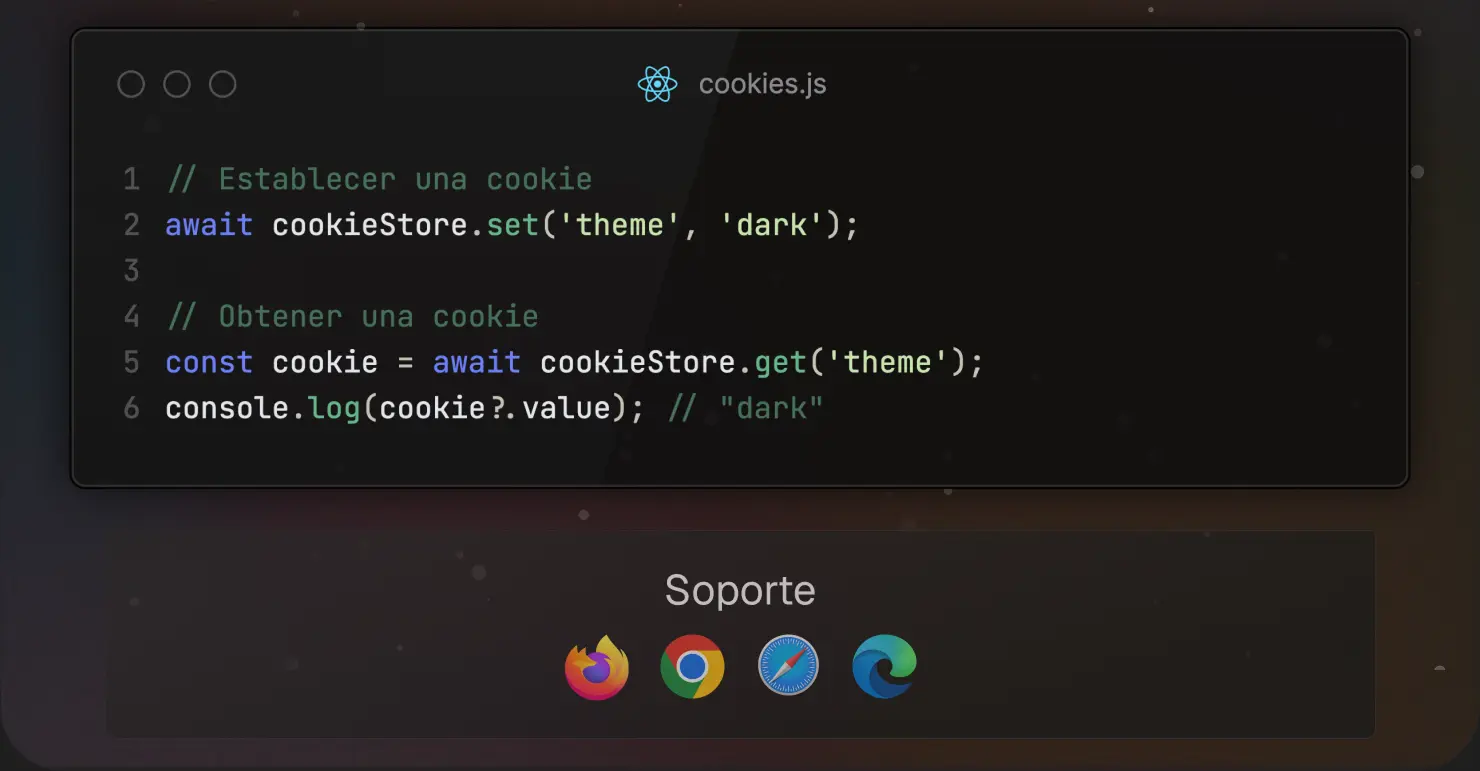 cookies.js
1 // Establecer una cookie
2 await cookieStore.set('theme', 'dark');
3
4 // Obtener una cookie
5 const cookie = await cookieStore.get('theme');
6 console.log(cookie?.value); // "dark"
Soporte